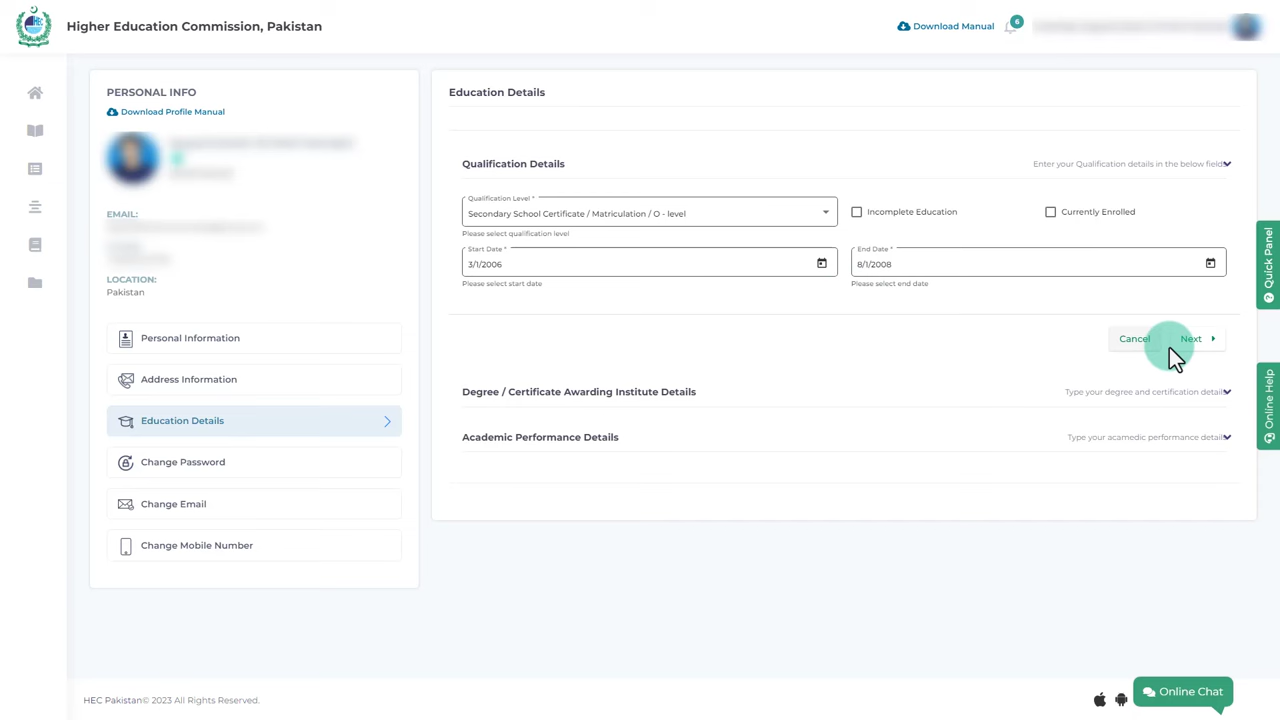 Higher Education Commission, Pakistan
Download Manual
6
PERSONAL INFO
Download Profile Manual
EMAIL:
LOCATION:
Pakistan
Personal Information
Address Information
Education Details
Change Password
Change Email
Change Mobile Number
Education Details
Qualification Details
Enter your Qualification details in the below fields
Qualification Level *
Secondary School Certificate / Matriculation / O - level
Please select qualification level
Incomplete Education
Currently Enrolled
Start Date *
3/1/2006
Please select start date
End Date *
8/1/2008
Please select end date
Cancel
Next
Degree / Certificate Awarding Institute Details
Type your degree and certification details
Academic Performance Details
Type your acamedic performance details
Quick Panel
Online Help
HEC Pakistan© 2023 All Rights Reserved.
Online Chat